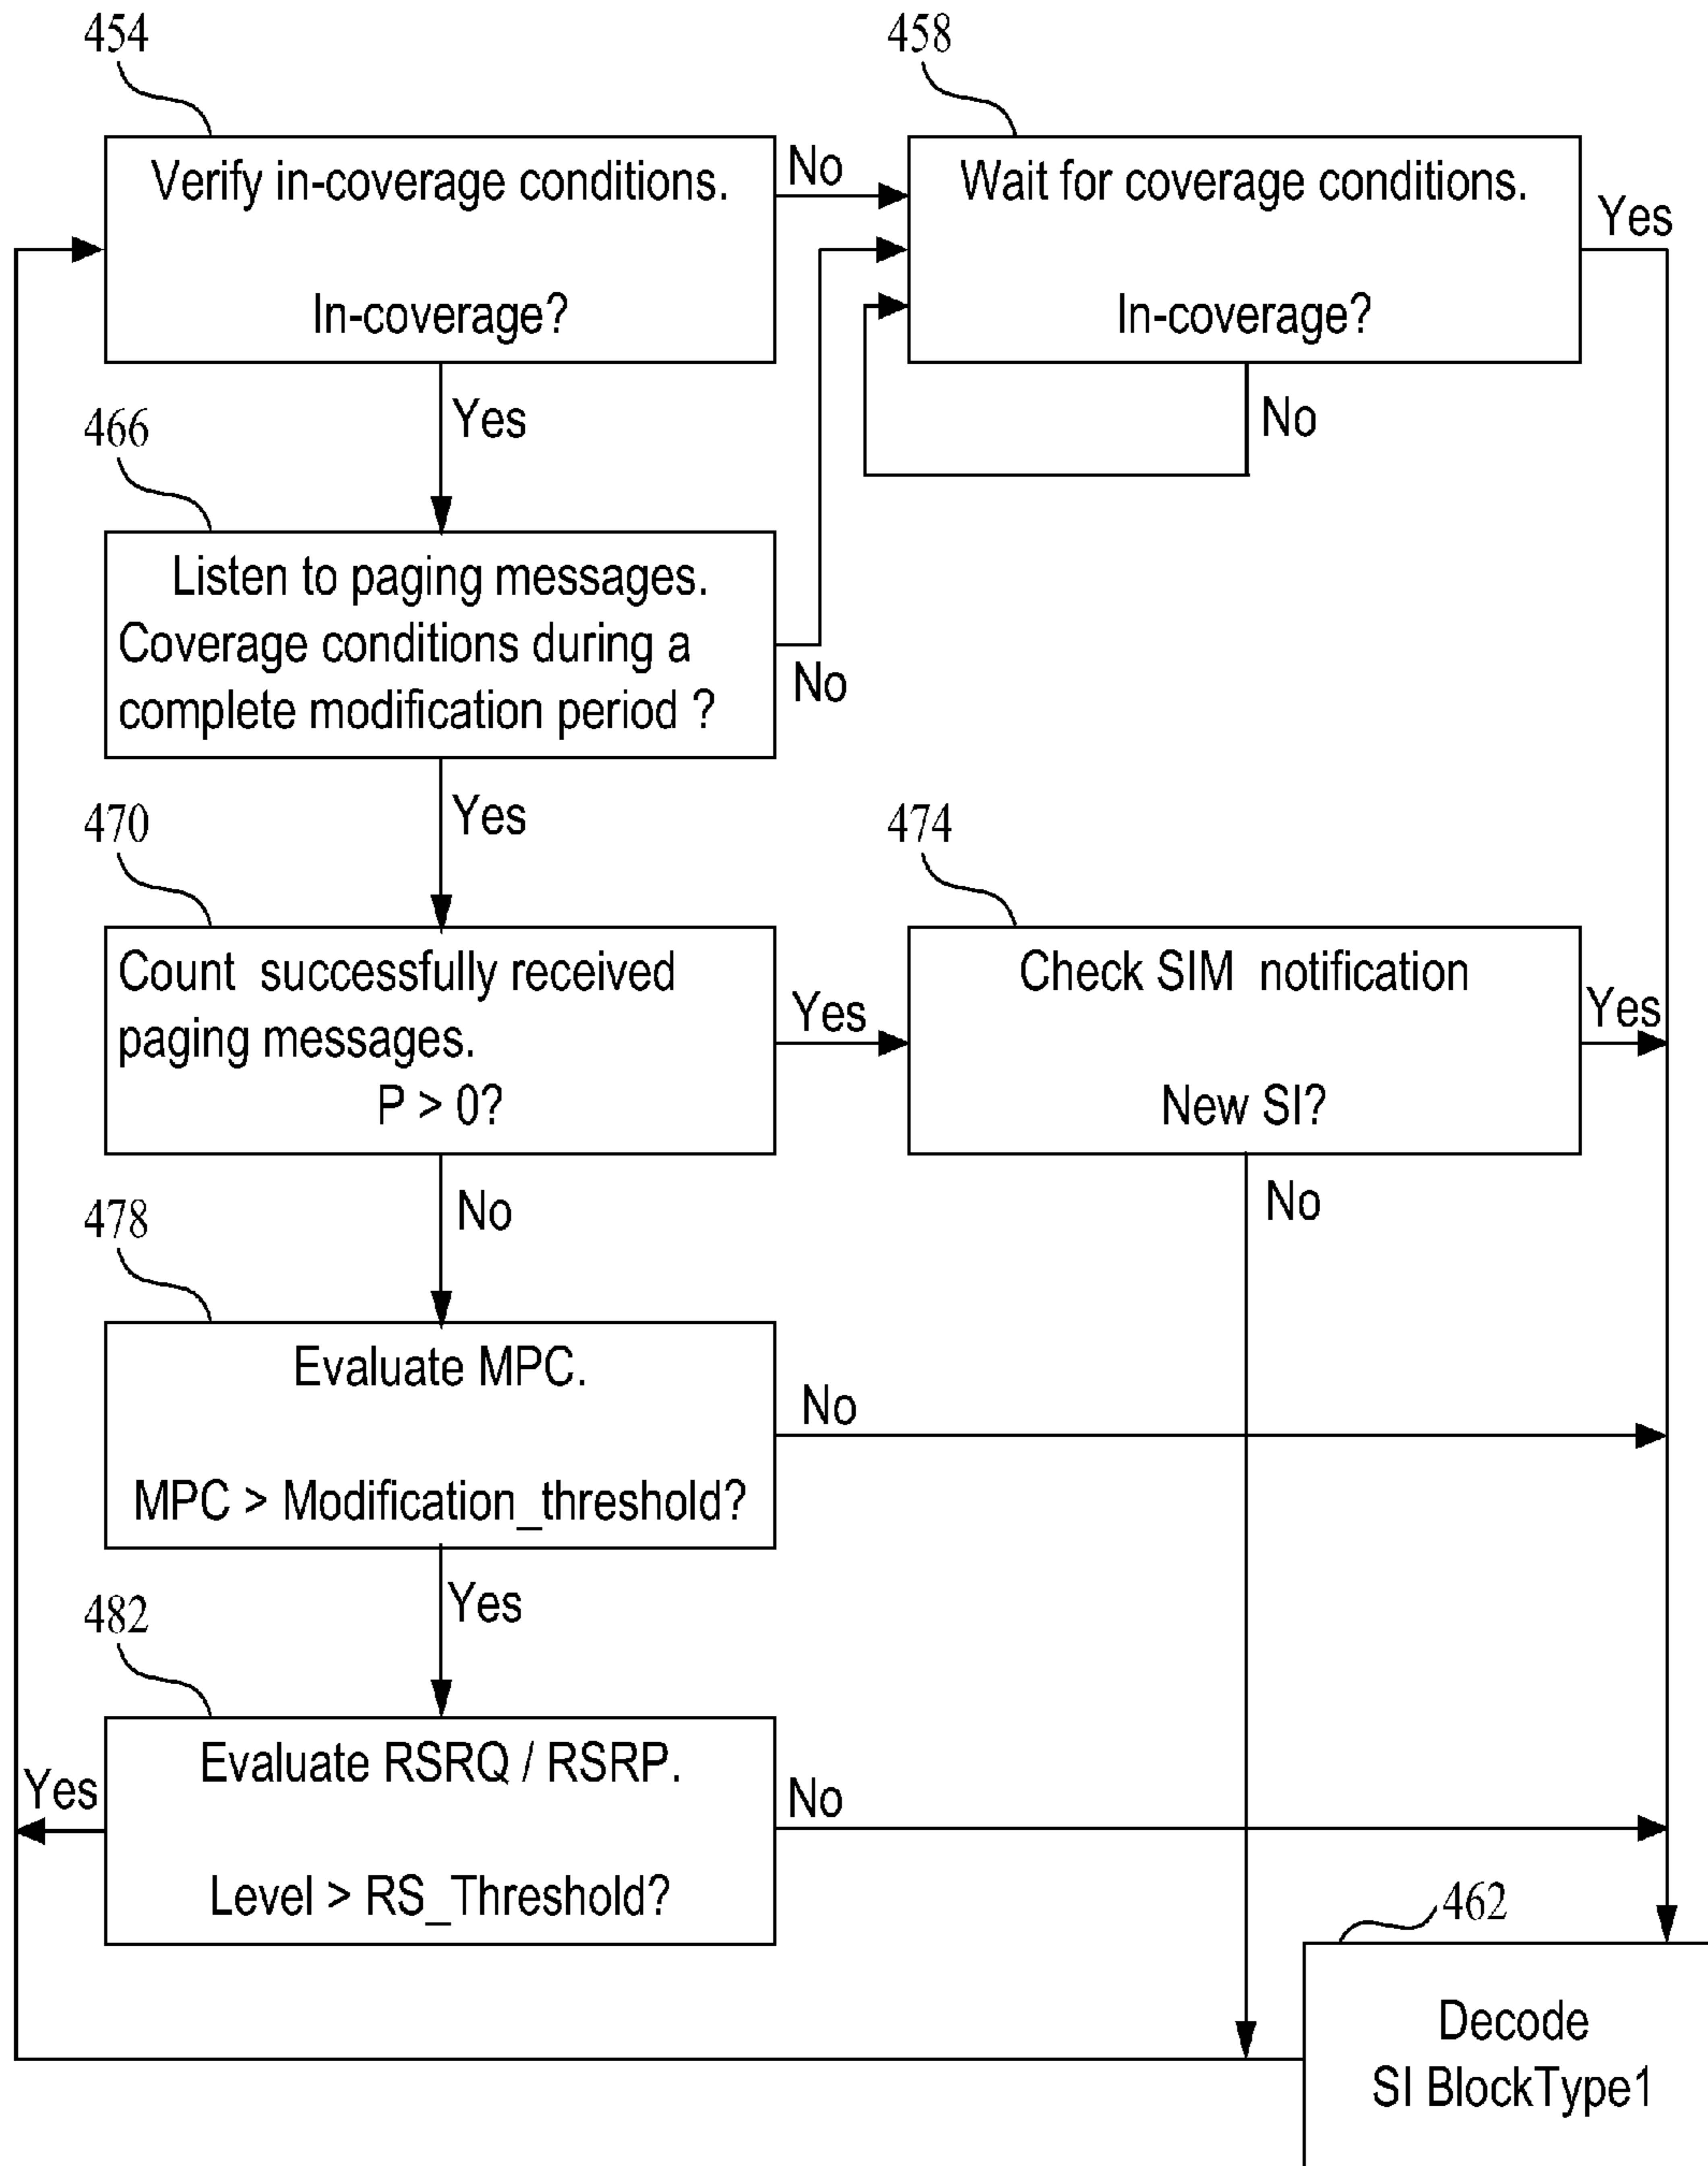 454
458
Verify in-coverage conditions.
In-coverage?
No
Wait for coverage conditions.
In-coverage?
Yes
Yes
No
466
Listen to paging messages.
Coverage conditions during a
complete modification period ?
No
Yes
470
474
Count successfully received
paging messages.
P > 0?
Yes
Check SIM notification
New SI?
Yes
No
No
478
Evaluate MPC.
MPC > Modification_threshold?
No
Yes
482
Evaluate RSRQ / RSRP.
Level > RS_Threshold?
Yes
No
462
Decode
SI BlockType1